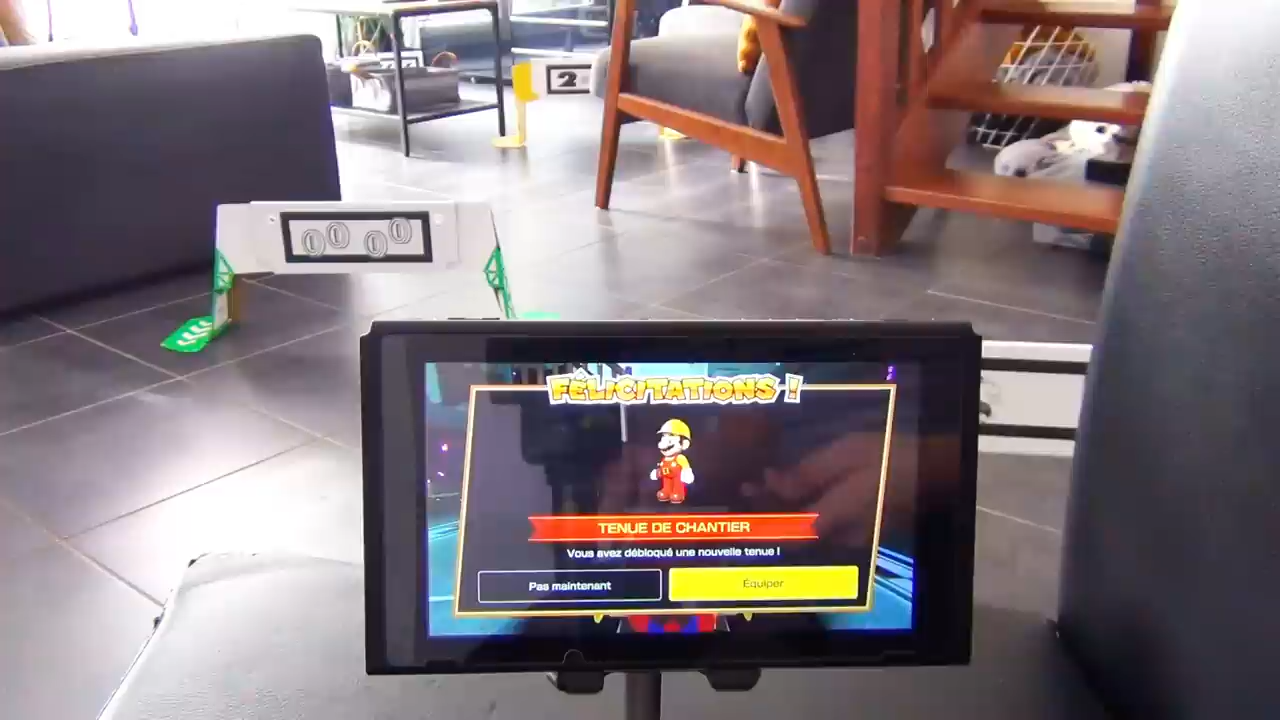 2
FÉLICITATIONS !
TENUE DE CHANTIER
Vous avez débloqué une nouvelle tenue !
Pas maintenant
Équiper